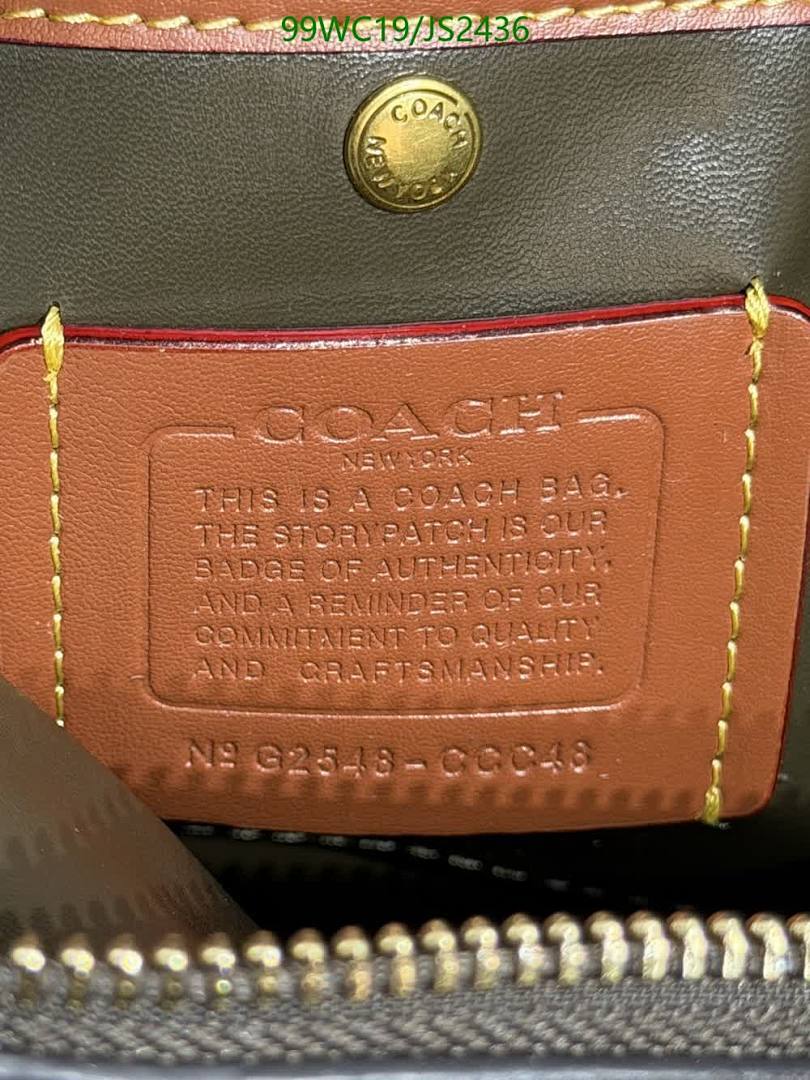 99WC19/JS2436
COACH
NEW YORK
COACH
NEW YORK
THIS IS A COACH BAG.
THE STORYPATCH IS OUR
BADGE OF AUTHENTICITY,
AND A REMINDER OF OUR
COMMITMENT TO QUALITY
AND CRAFTSMANSHIP.
Nº G2548-CCC48